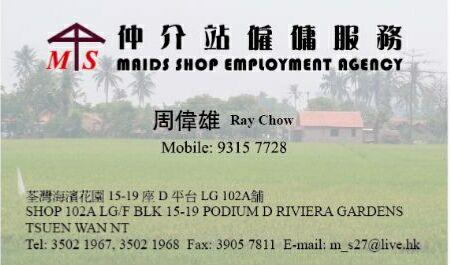 M S 仲介站僱傭服務
MAIDS SHOP EMPLOYMENT AGENCY
周偉雄 Ray Chow
Mobile: 9315 7728
荃灣海濱花園 15-19 座 D 平台 LG 102A舖
SHOP 102A LG/F BLK 15-19 PODIUM D RIVIERA GARDENS
TSUEN WAN NT
Tel: 3502 1967, 3502 1968 Fax: 3905 7811 E-mail: m_s27@live.hk